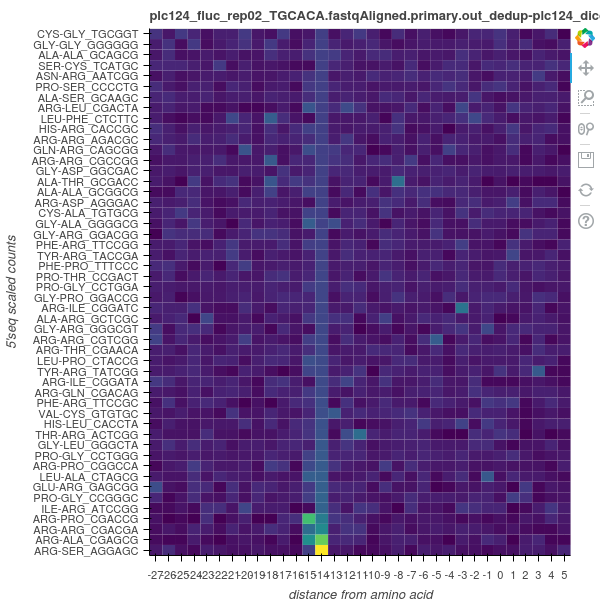 plc124_fluc_rep02_TGCACA.fastqAligned.primary.out_dedup-plc124_dic
CYS-GLY_TGCGGT
GLY-GLY_GGGGGG
ALA-ALA_GCAGCG
SER-CYS_TCATGC
ASN-ARG_AATCGG
PRO-SER_CCCCTG
ALA-SER_GCAAGC
ARG-LEU_CGACTA
LEU-PHE_CTCTTC
HIS-ARG_CACCGC
ARG-ARG_AGACGC
GLN-ARG_CAGCGG
ARG-ARG_CGCCGG
GLY-ASP_GGCGAC
ALA-THR_GCGACC
ALA-ALA_GCGGCG
ARG-ASP_AGGGAC
CYS-ALA_TGTGCG
GLY-ALA_GGGGCG
GLY-ARG_GGACGG
PHE-ARG_TTCCGG
TYR-ARG_TACCGA
PHE-PRO_TTTCCC
PRO-THR_CCGACT
PRO-GLY_CCTGGA
GLY-PRO_GGACCG
ARG-ILE_CGGATC
ALA-ARG_GCTCGC
GLY-ARG_GGGCGT
ARG-ARG_CGTCGG
ARG-THR_CGAACA
LEU-PRO_CTACCG
TYR-ARG_TATCGG
ARG-ILE_CGGATA
ARG-GLN_CGACAG
PHE-ARG_TTCCGC
VAL-CYS_GTGTGC
HIS-LEU_CACCTA
THR-ARG_ACTCGG
GLY-LEU_GGGCTA
PRO-GLY_CCTGGG
ARG-PRO_CGGCCA
LEU-ALA_CTAGCG
GLU-ARG_GAGCGG
PRO-GLY_CCGGGC
ILE-ARG_ATCCGG
ARG-PRO_CGACCG
ARG-ARG_CGACGA
ARG-ALA_CGAGCG
ARG-SER_AGGAGC
5'seq scaled counts
-272625242322212019181716151413121110-9 -8 -7 -6 -5 -4 -3 -2 -1 0 1 2 3 4 5
distance from amino acid